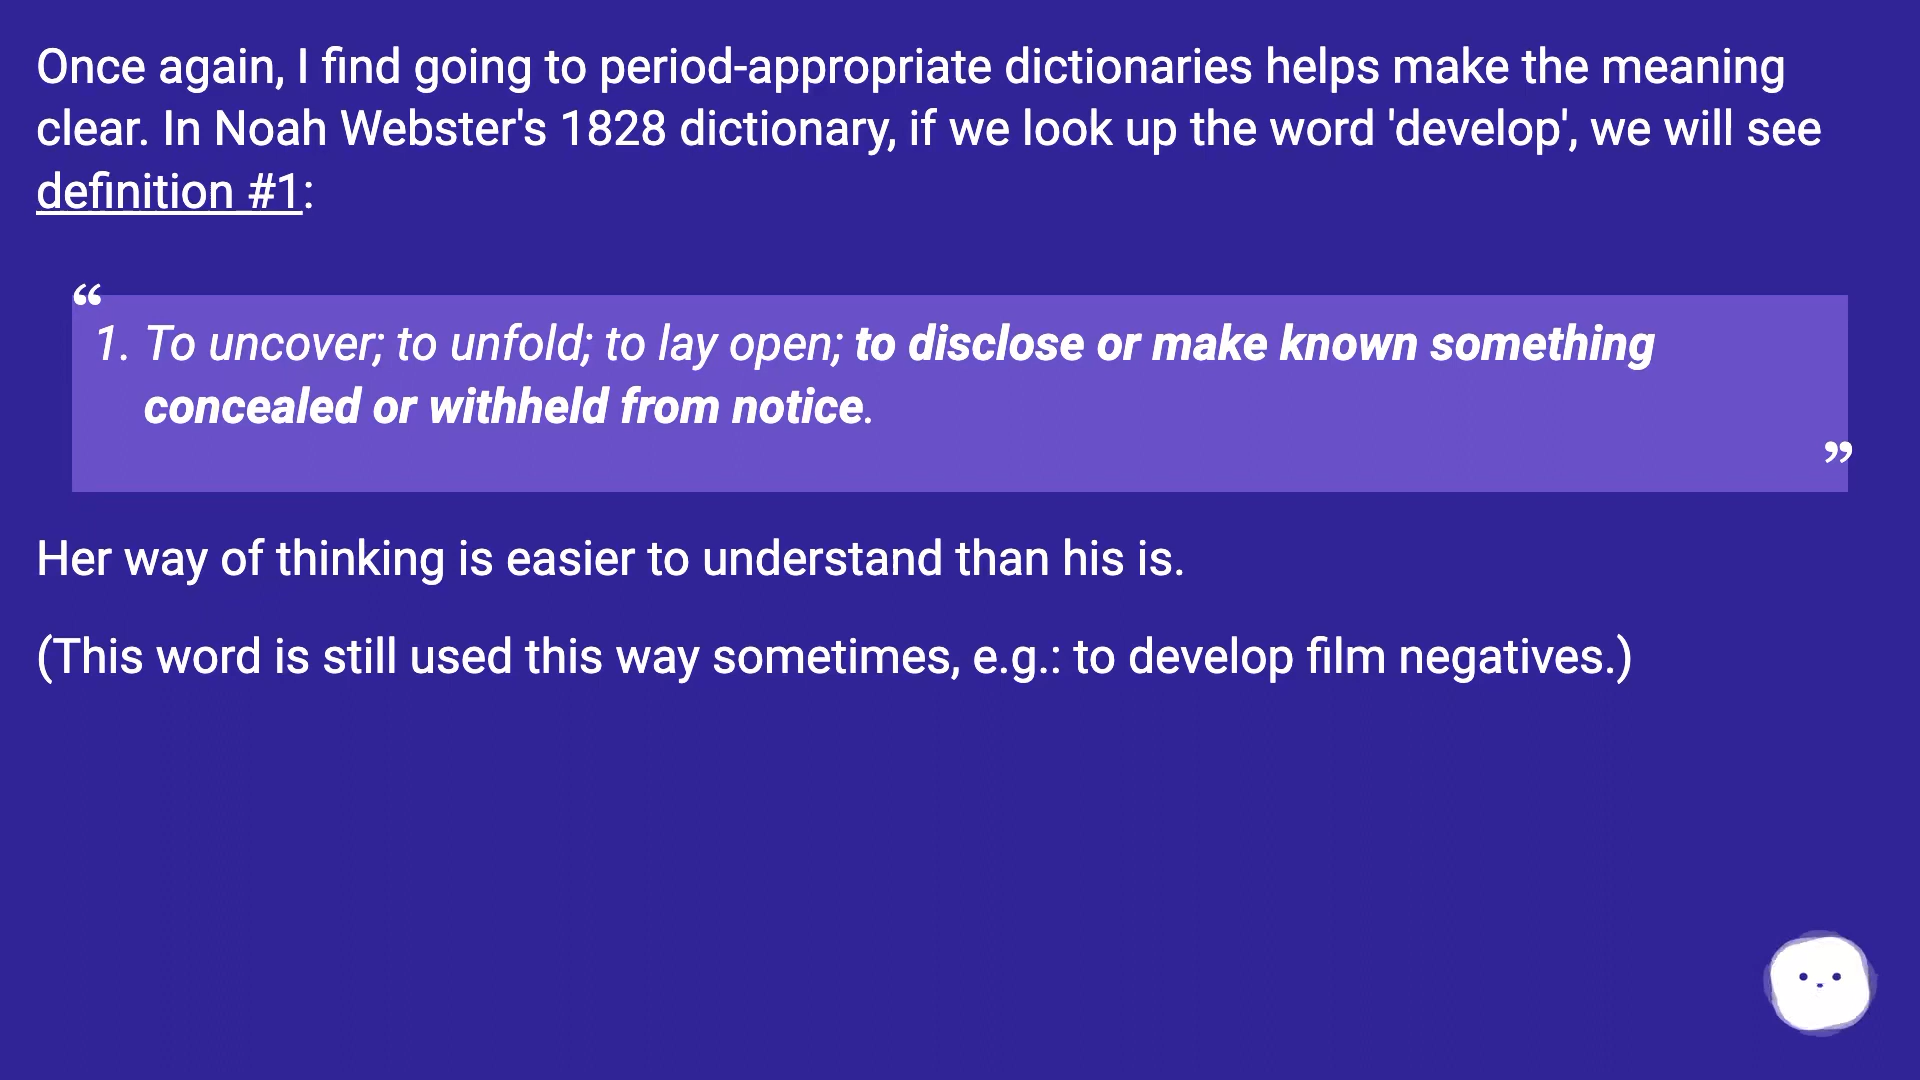 Once again, I find going to period-appropriate dictionaries helps make the meaning
clear. In Noah Webster's 1828 dictionary, if we look up the word 'develop', we will see
definition #1:
“
1. To uncover; to unfold; to lay open; to disclose or make known something
concealed or withheld from notice.
”
Her way of thinking is easier to understand than his is.
(This word is still used this way sometimes, e.g.: to develop film negatives.)